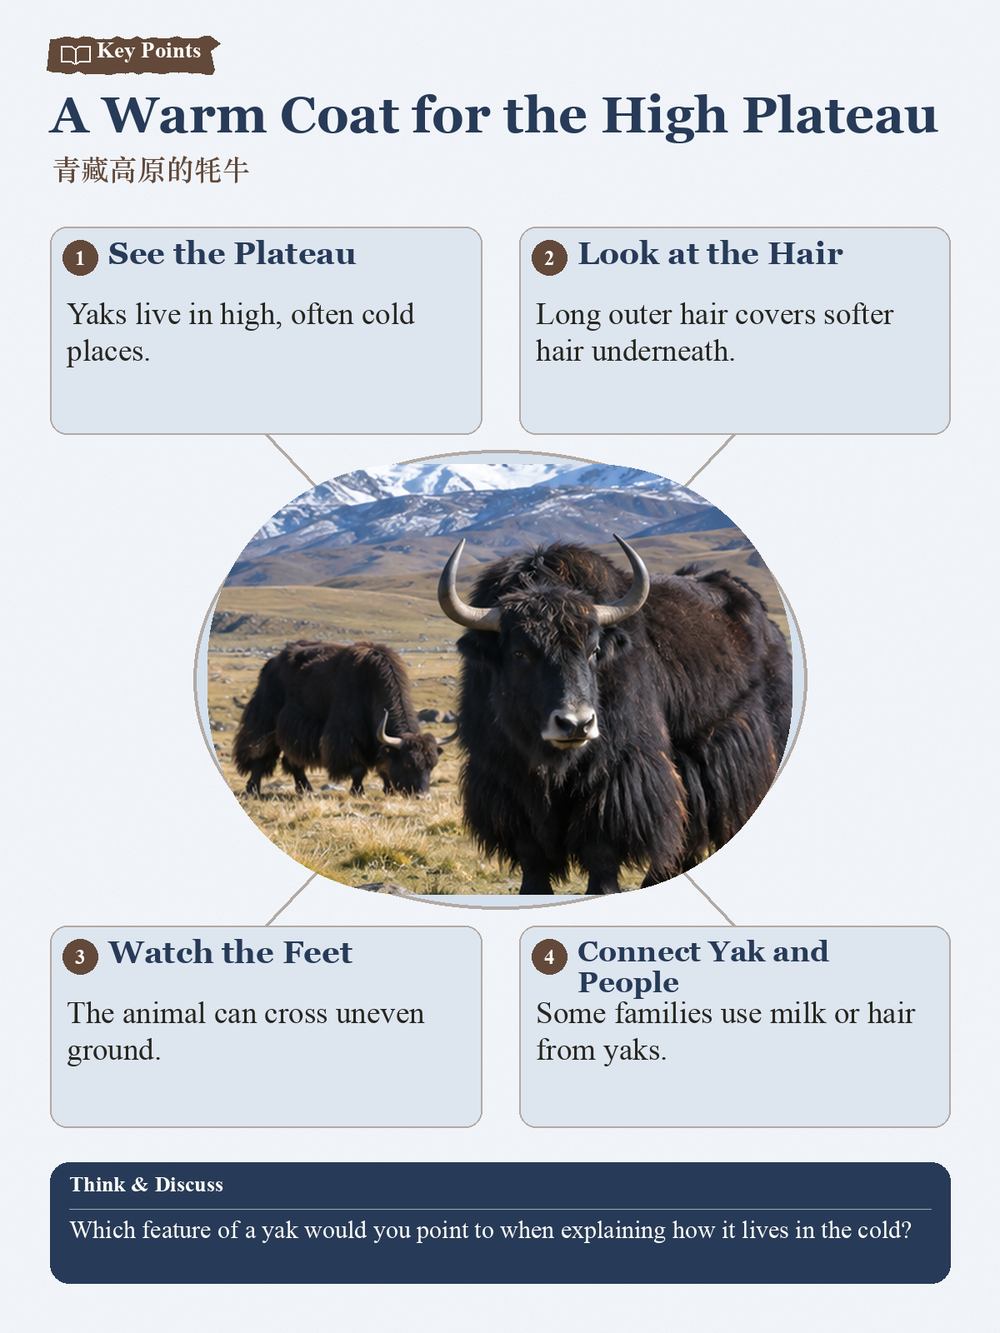 Key Points
A Warm Coat for the High Plateau
青藏高原的牦牛
1 See the Plateau
Yaks live in high, often cold
places.
2 Look at the Hair
Long outer hair covers softer
hair underneath.
3 Watch the Feet
The animal can cross uneven
ground.
4 Connect Yak and
People
Some families use milk or hair
from yaks.
Think & Discuss
Which feature of a yak would you point to when explaining how it lives in the cold?